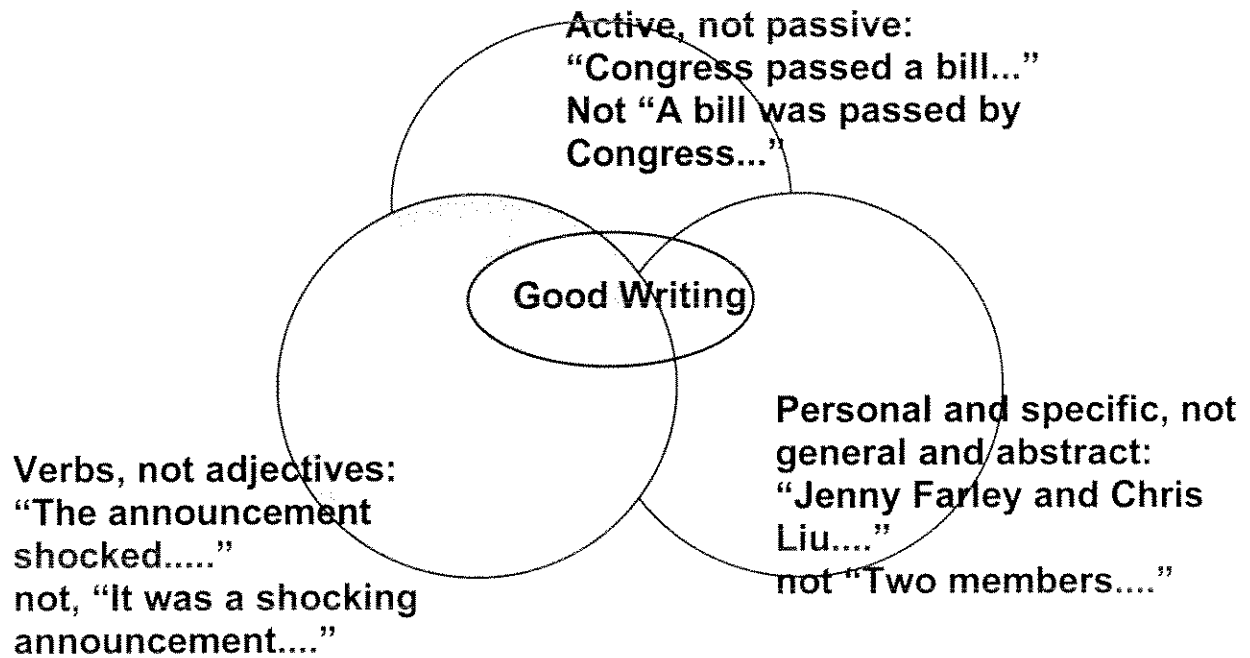 Active, not passive:
“Congress passed a bill...”
Not “A bill was passed by
Congress...”
Good Writing
Verbs, not adjectives:
“The announcement
shocked.....”
not, “It was a shocking
announcement....”
Personal and specific, not
general and abstract:
“Jenny Farley and Chris
Liu....”
not “Two members....”